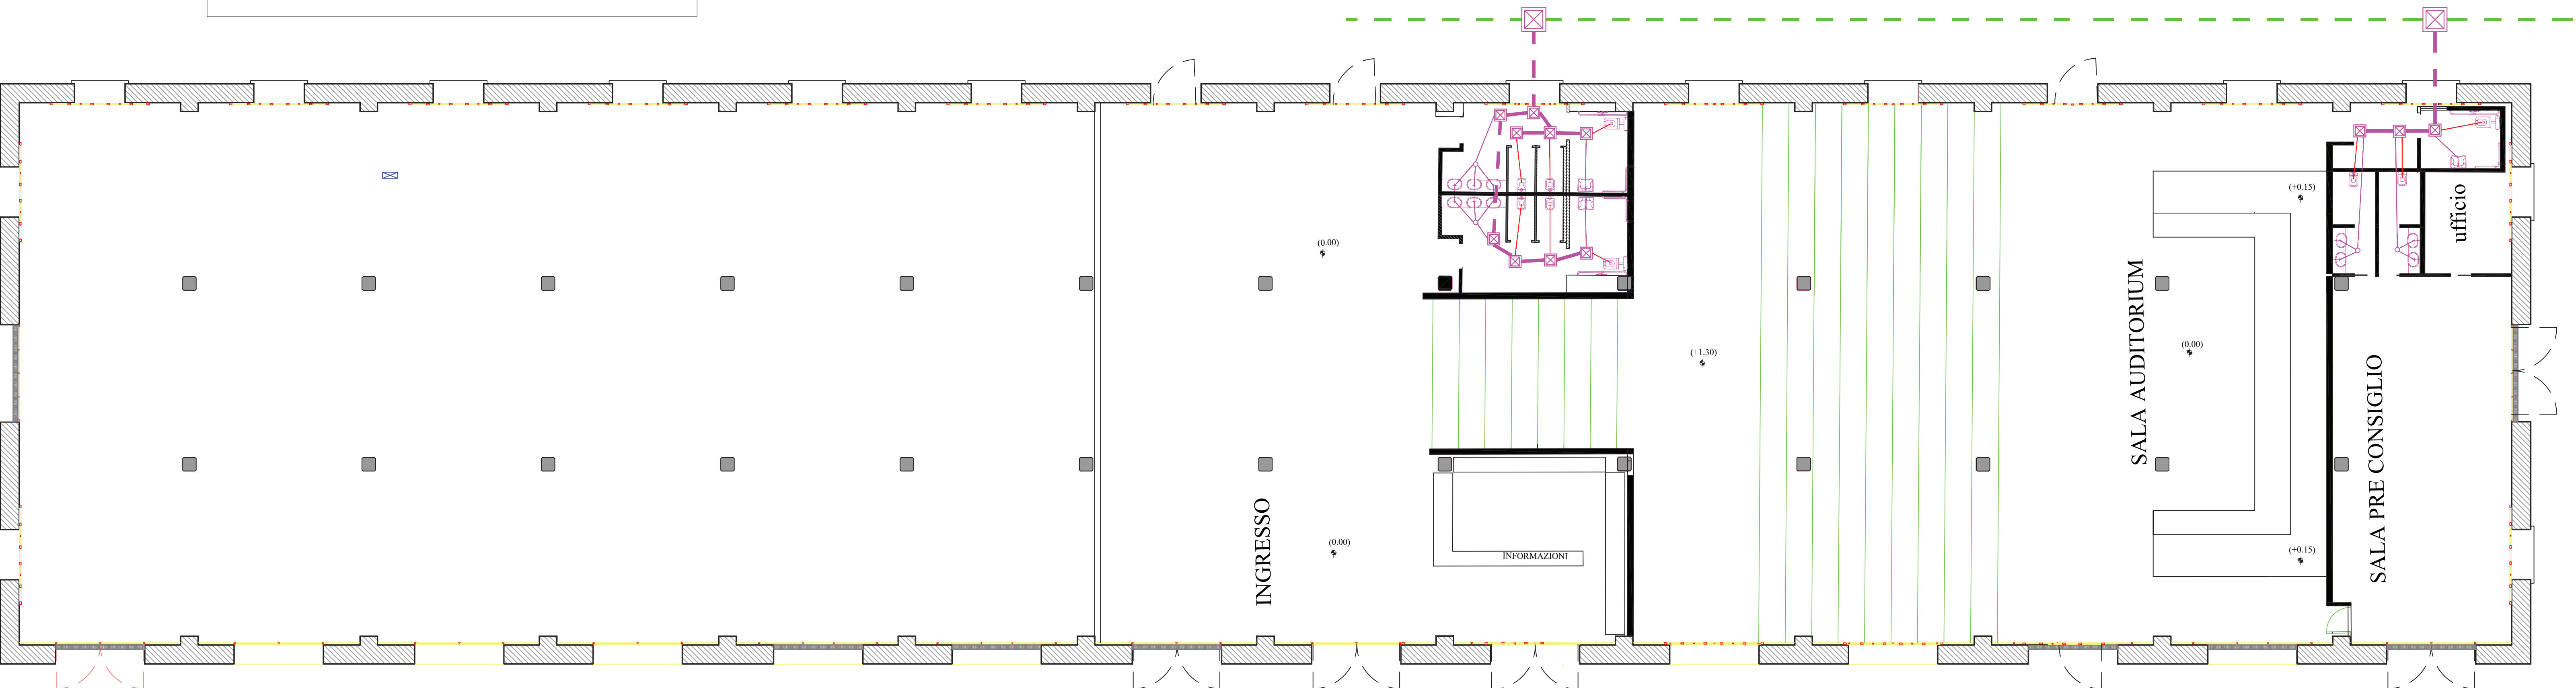 (+0.15)
ufficio
(0.00)
SALA AUDITORIUM
(0.00)
(+1.30)
SALA PRE CONSIGLIO
INGRESSO
(0.00)
INFORMAZIONI
(+0.15)